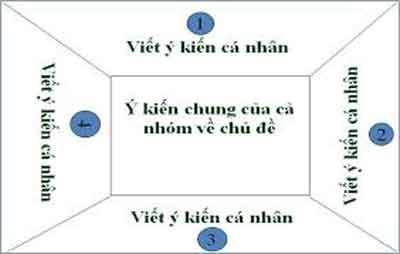 1
Viết ý kiến cá nhân
Viết ý kiến cá nhân
2
Viết ý kiến cá nhân
3
Viết ý
kiến cá nhân
4
Ý kiến chung của cả
nhóm về chủ đề